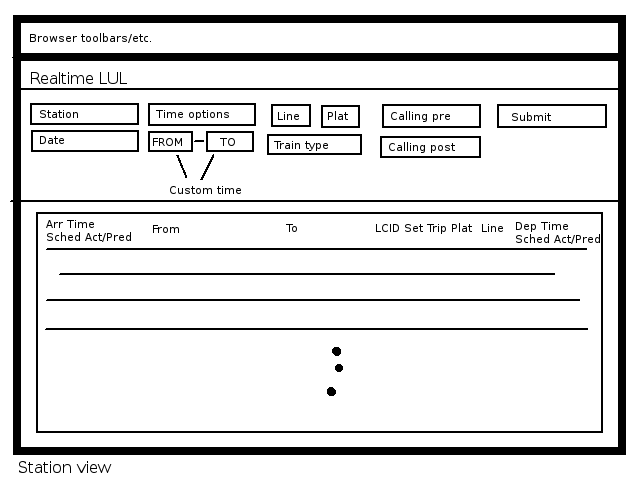 Browser toolbars/etc.
Realtime LUL
Station Time options Line Plat Calling pre Submit
Date FROM TO Train type Calling post
Custom time
Arr Time From To LCID Set Trip Plat Line Dep Time
Sched Act/Pred Sched Act/Pred
Station view